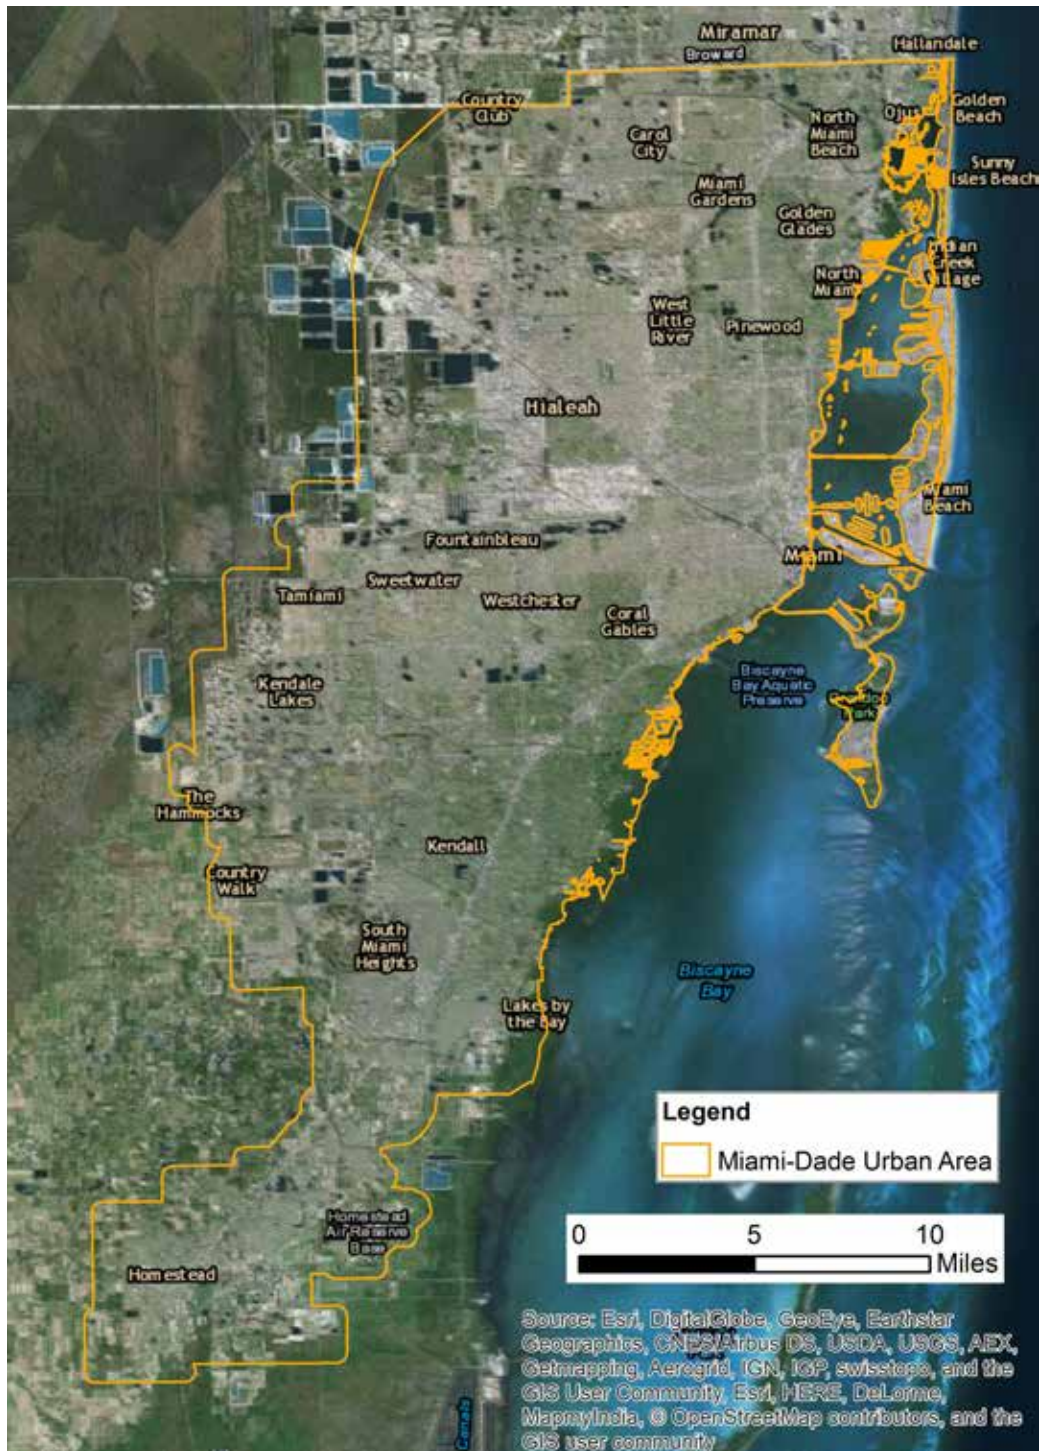 Miramar
Broward
Hallandale
Country
Club
Golden
Beach
Ojus
North
Miami
Beach
Carol
City
Sunny
Isles Beach
Miami
Gardens
Golden
Glades
Indian
Creek
Village
North
Miami
West
Little
River
Pinewood
Hialeah
Miami
Beach
Fountainbleau
Miami
Sweetwater
Tamiami
Westchester
Coral
Gables
Biscayne
Bay Aquatic
Preserve
Kendale
Lakes
Park
The
Hammocks
Kendall
Country
Walk
South
Miami
Heights
Biscayne
Bay
Lakes by
the Bay
Legend
Miami-Dade Urban Area
Homestead
Air Reserve
Base
0 5 10
Miles
Homestead
Source: Esri, DigitalGlobe, GeoEye, Earthstar
Geographics, CNES/Airbus DS, USDA, USGS, AEX,
Getmapping, Aerogrid, IGN, IGP, swisstopo, and the
GIS User Community, Esri, HERE, DeLorme,
MapmyIndia, © OpenStreetMap contributors, and the
GIS user community
Canals